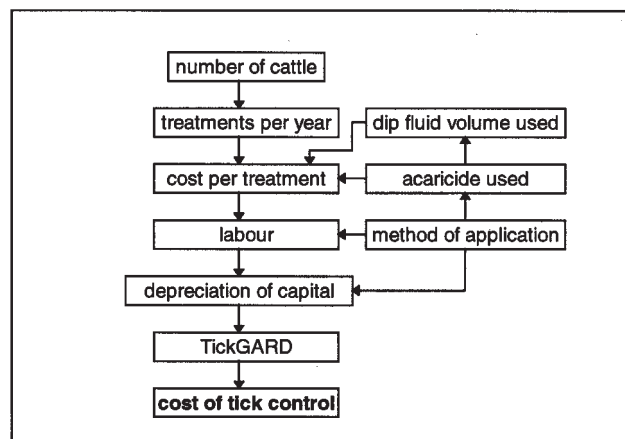 number of cattle
treatments per year
dip fluid volume used
cost per treatment
acaricide used
labour
method of application
depreciation of capital
TickGARD
cost of tick control